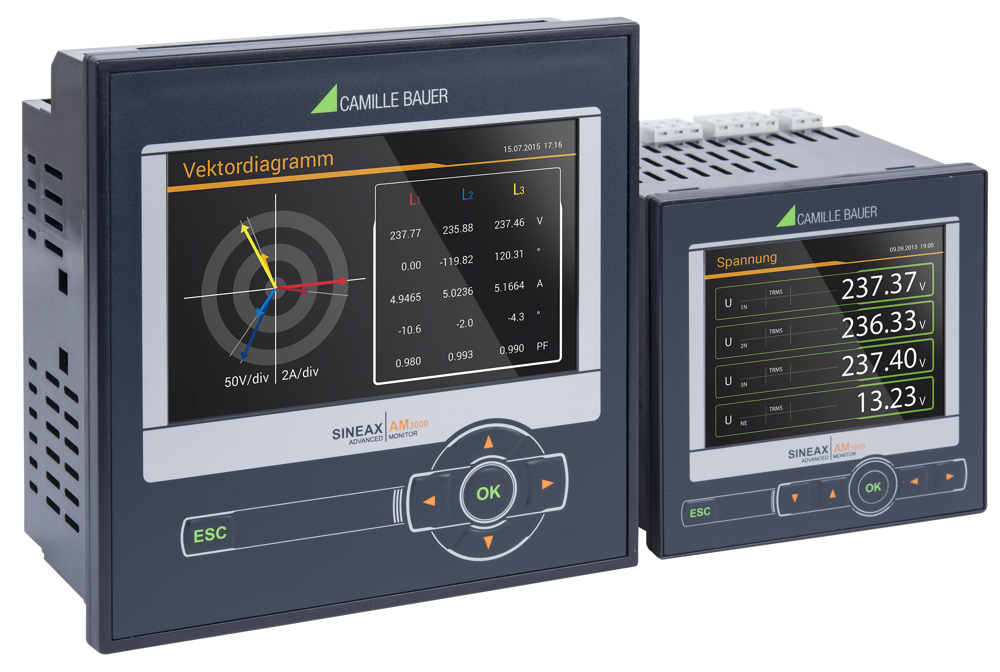 CAMILLE BAUER
Vektordiagramm
15.07.2015 17:16
L1 L2 L3
237.77 235.88 237.46 V
0.00 -119.82 120.31 °
4.9465 5.0236 5.1664 A
-10.6 -2.0 -4.3 °
0.980 0.993 0.990 PF
50V/div 2A/div
SINEAX AM3000
ADVANCED MONITOR
OK
ESC
CAMILLE BAUER
Spannung
09.09.2015 19:00
U 1N TRMS 237.37 V
U 2N TRMS 236.33 V
U 3N TRMS 237.40 V
U NE TRMS 13.23 V
SINEAX AM1000
ADVANCED MONITOR
ESC OK